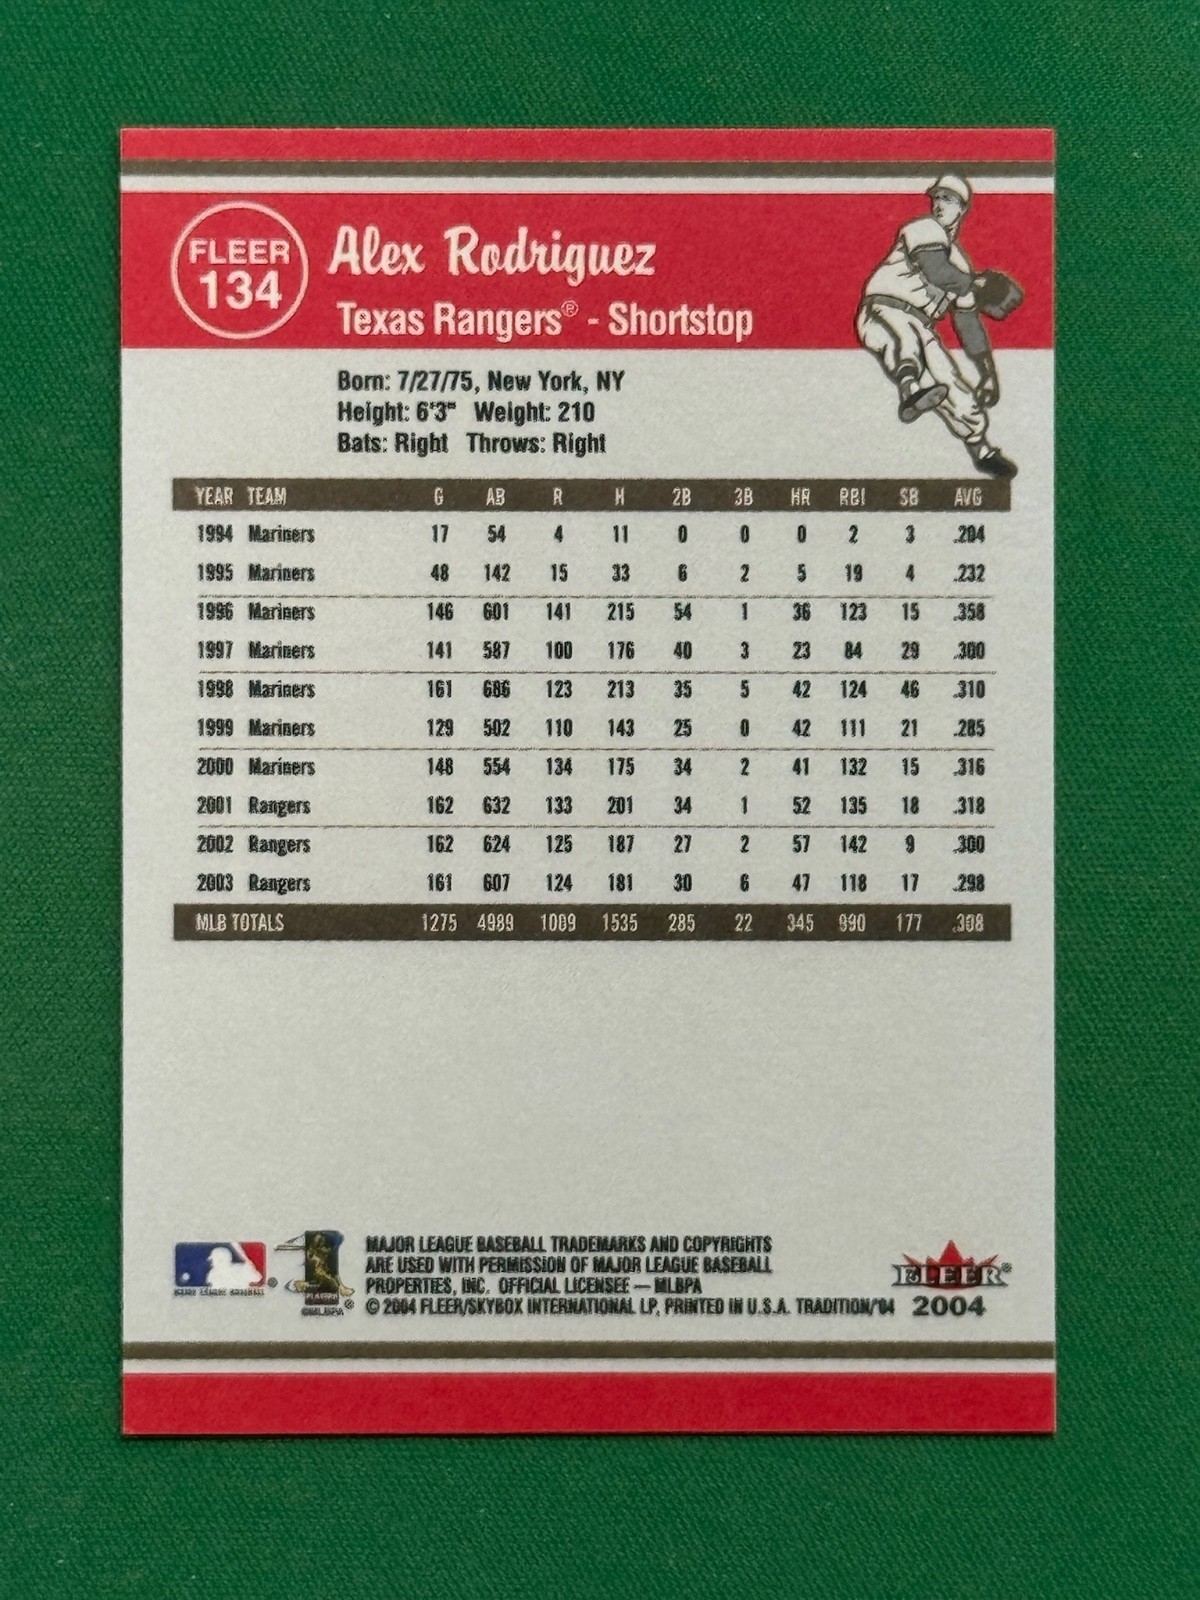 FLEER
134
Alex Rodriguez
Texas Rangers® - Shortstop
Born: 7/27/75, New York, NY
Height: 6'3" Weight: 210
Bats: Right Throws: Right
YEAR TEAM G AB R H 2B 3B HR RBI SB AVG
1994 Mariners 17 54 4 11 0 0 0 2 3 .204
1995 Mariners 48 142 15 33 6 2 5 19 4 .232
1996 Mariners 146 601 141 215 54 1 36 123 15 .358
1997 Mariners 141 587 100 176 40 3 23 84 29 .300
1998 Mariners 161 686 123 213 35 5 42 124 46 .310
1999 Mariners 129 502 110 143 25 0 42 111 21 .285
2000 Mariners 148 554 134 175 34 2 41 132 15 .316
2001 Rangers 162 632 133 201 34 1 52 135 18 .318
2002 Rangers 162 624 125 187 27 2 57 142 9 .300
2003 Rangers 161 607 124 181 30 6 47 118 17 .298
MLB TOTALS 1275 4989 1009 1535 285 22 345 990 177 .308
MAJOR LEAGUE BASEBALL TRADEMARKS AND COPYRIGHTS
ARE USED WITH PERMISSION OF MAJOR LEAGUE BASEBALL
PROPERTIES, INC. OFFICIAL LICENSEE — MLBPA
© 2004 FLEER/SKYBOX INTERNATIONAL LP, PRINTED IN U.S.A. TRADITION/'04
MAJOR LEAGUE BASEBALL
PLAYERS
©MLBPA
FLEER®
2004